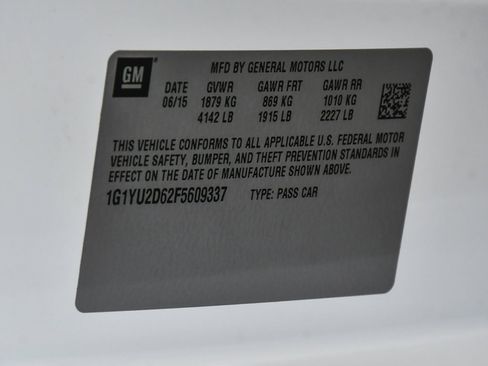 GM
MFD BY GENERAL MOTORS LLC
DATE GVWR GAWR FRT GAWR RR
06/15 1879 KG 869 KG 1010 KG
4142 LB 1915 LB 2227 LB
THIS VEHICLE CONFORMS TO ALL APPLICABLE U.S. FEDERAL MOTOR
VEHICLE SAFETY, BUMPER, AND THEFT PREVENTION STANDARDS IN
EFFECT ON THE DATE OF MANUFACTURE SHOWN ABOVE.
1G1YU2D62F5609337 TYPE: PASS CAR